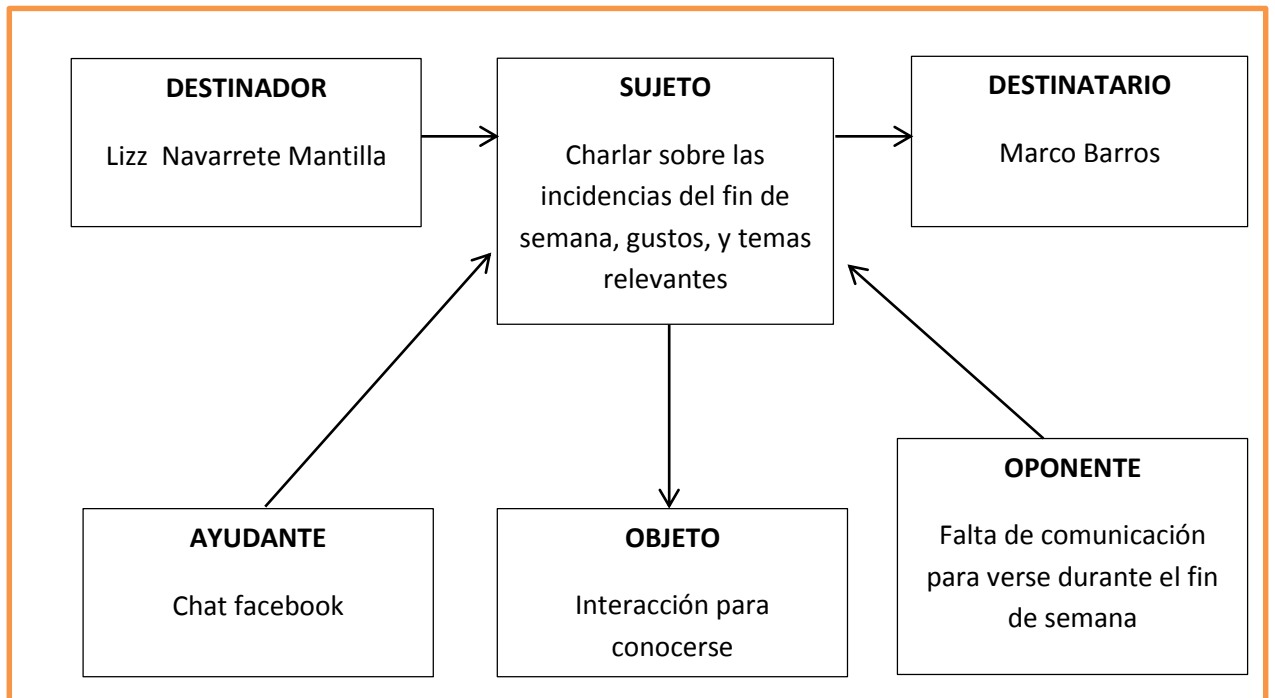 DESTINADOR
Lizz Navarrete Mantilla
SUJETO
Charlar sobre las
incidencias del fin de
semana, gustos, y temas
relevantes
DESTINATARIO
Marco Barros
AYUDANTE
Chat facebook
OBJETO
Interacción para
conocerse
OPONENTE
Falta de comunicación
para verse durante el fin
de semana